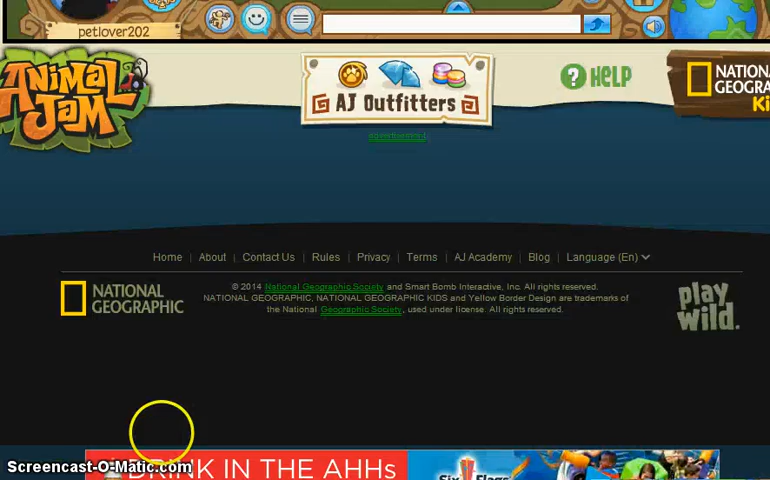 petlover202
ANIMAL JAM
AJ Outfitters
HELP
NATIONAL
GEOGRA
Ki
Home | About | Contact Us | Rules | Privacy | Terms | AJ Academy | Blog | Language (En)
NATIONAL
GEOGRAPHIC
© 2014 National Geographic Society and Smart Bomb Interactive, Inc. All rights reserved.
NATIONAL GEOGRAPHIC, NATIONAL GEOGRAPHIC KIDS and Yellow Border Design are trademarks of
the National Geographic Society, used under license. All rights reserved.
play
wild.
DRINK IN THE AHHs
Six Flags
Screencast-O-Matic.com